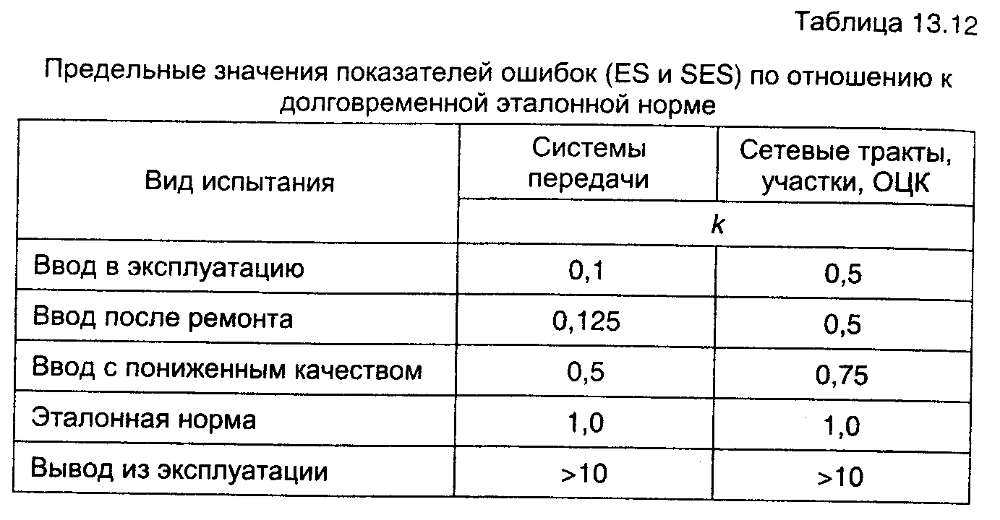 Таблица 13.12
Предельные значения показателей ошибок (ES и SES) по отношению к
долговременной эталонной норме
Вид испытания
Системы
передачи
Сетевые тракты,
участки, ОЦК
k
Ввод в эксплуатацию 0,1 0,5
Ввод после ремонта 0,125 0,5
Ввод с пониженным качеством 0,5 0,75
Эталонная норма 1,0 1,0
Вывод из эксплуатации >10 >10